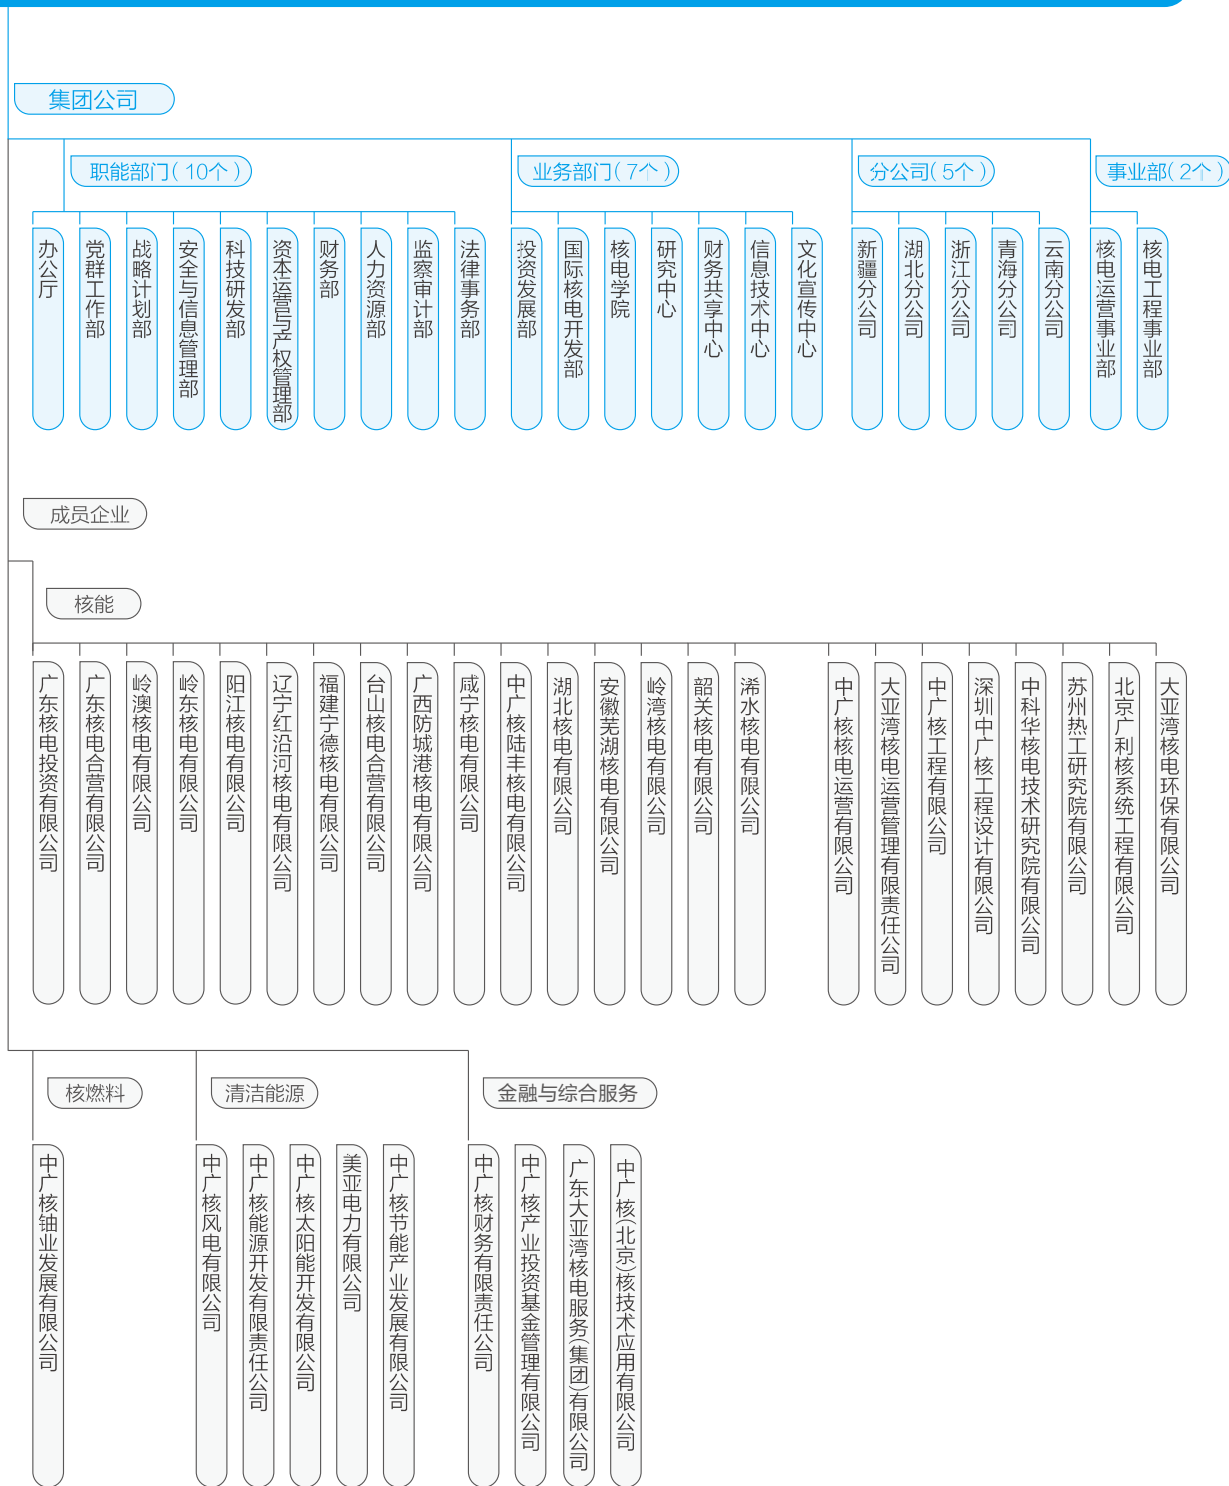 集团公司
职能部门（10个）
业务部门（7个）
分公司（5个）
事业部（2个）
办公厅
党群工作部
战略计划部
安全与信息管理部
科技研发部
资本运营与产权管理部
财务部
人力资源部
监察审计部
法律事务部
投资发展部
国际核电开发部
核电学院
研究中心
财务共享中心
信息技术中心
文化宣传中心
新疆分公司
湖北分公司
浙江分公司
青海分公司
云南分公司
核电运营事业部
核电工程事业部
成员企业
核能
广东核电投资有限公司
广东核电合营有限公司
岭澳核电有限公司
岭东核电有限公司
阳江核电有限公司
辽宁红沿河核电有限公司
福建宁德核电有限公司
台山核电合营有限公司
广西防城港核电有限公司
咸宁核电有限公司
中广核陆丰核电有限公司
湖北核电有限公司
安徽芜湖核电有限公司
岭湾核电有限公司
韶关核电有限公司
浠水核电有限公司
中广核核电运营有限公司
大亚湾核电运营管理有限责任公司
中广核工程有限公司
深圳中广核工程设计有限公司
中科华核电技术研究院有限公司
苏州热工研究院有限公司
北京广利核系统工程有限公司
大亚湾核电环保有限公司
核燃料
清洁能源
金融与综合服务
中广核铀业发展有限公司
中广核风电有限公司
中广核能源开发有限责任公司
中广核太阳能开发有限公司
美亚电力有限公司
中广核节能产业发展有限公司
中广核财务有限责任公司
中广核产业投资基金管理有限公司
广东大亚湾核电服务（集团）有限公司
中广核（北京）核技术应用有限公司